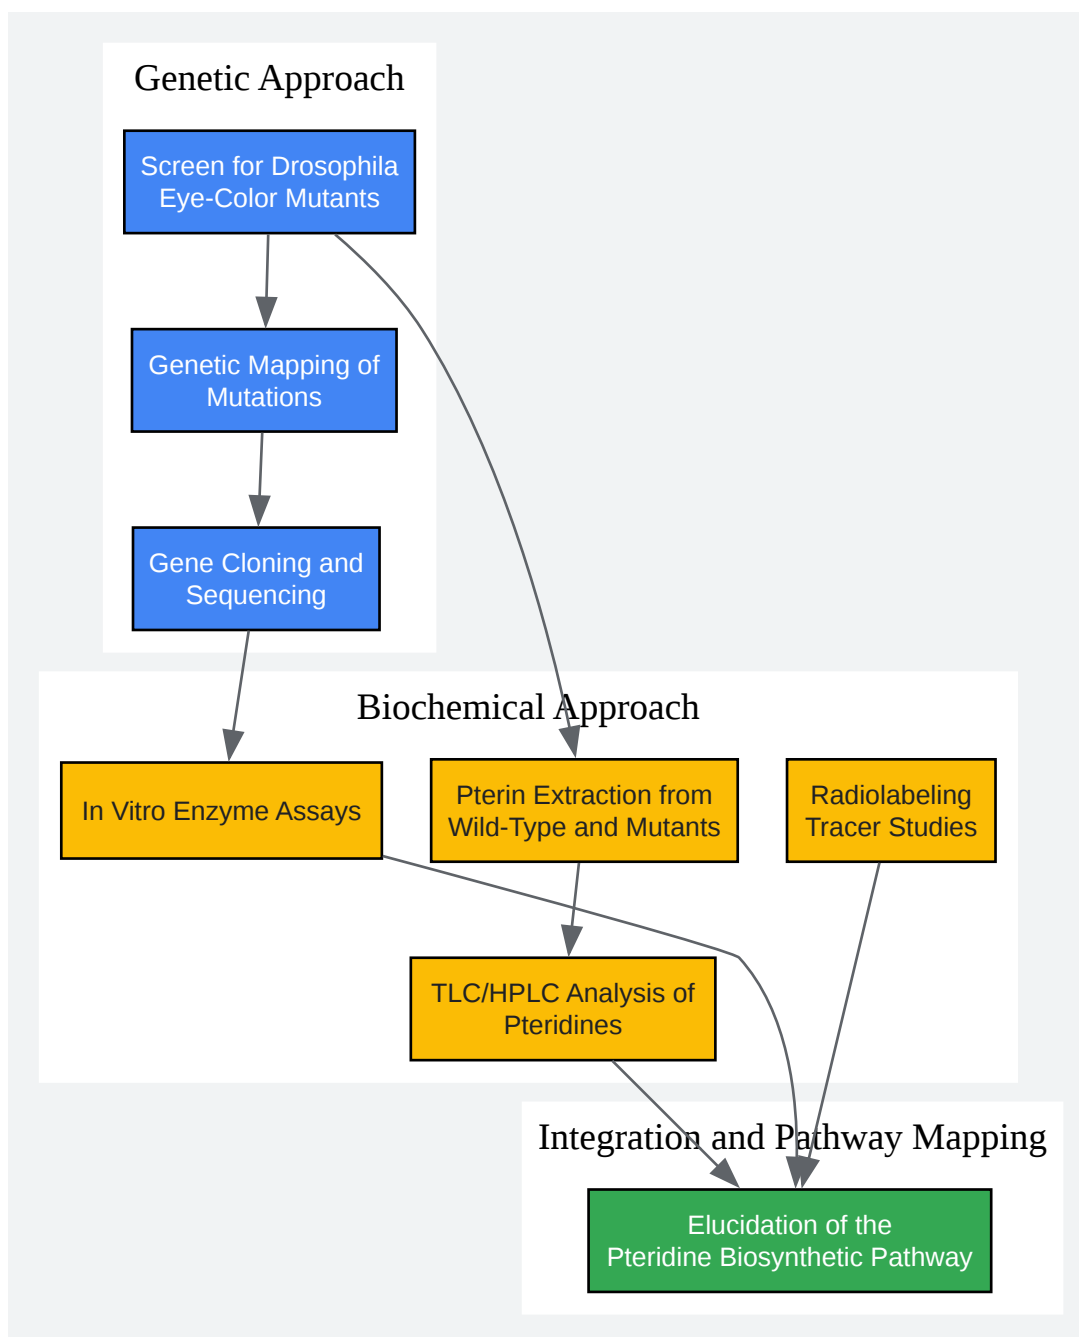 Genetic Approach
Screen for Drosophila
Eye-Color Mutants
Genetic Mapping of
Mutations
Gene Cloning and
Sequencing
Biochemical Approach
In Vitro Enzyme Assays
Pterin Extraction from
Wild-Type and Mutants
Radiolabeling
Tracer Studies
TLC/HPLC Analysis of
Pteridines
Integration and Pathway Mapping
Elucidation of the
Pteridine Biosynthetic Pathway